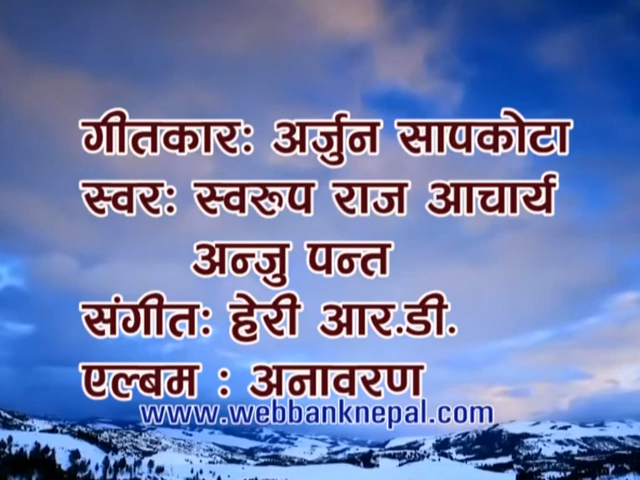 गीतकारः अर्जुन सापकोटा
स्वरः स्वरुप राज आचार्य
अन्जु पन्त
संगीतः हेरी आर.डी.
एल्बम : अनावरण
www.webbanknepal.com